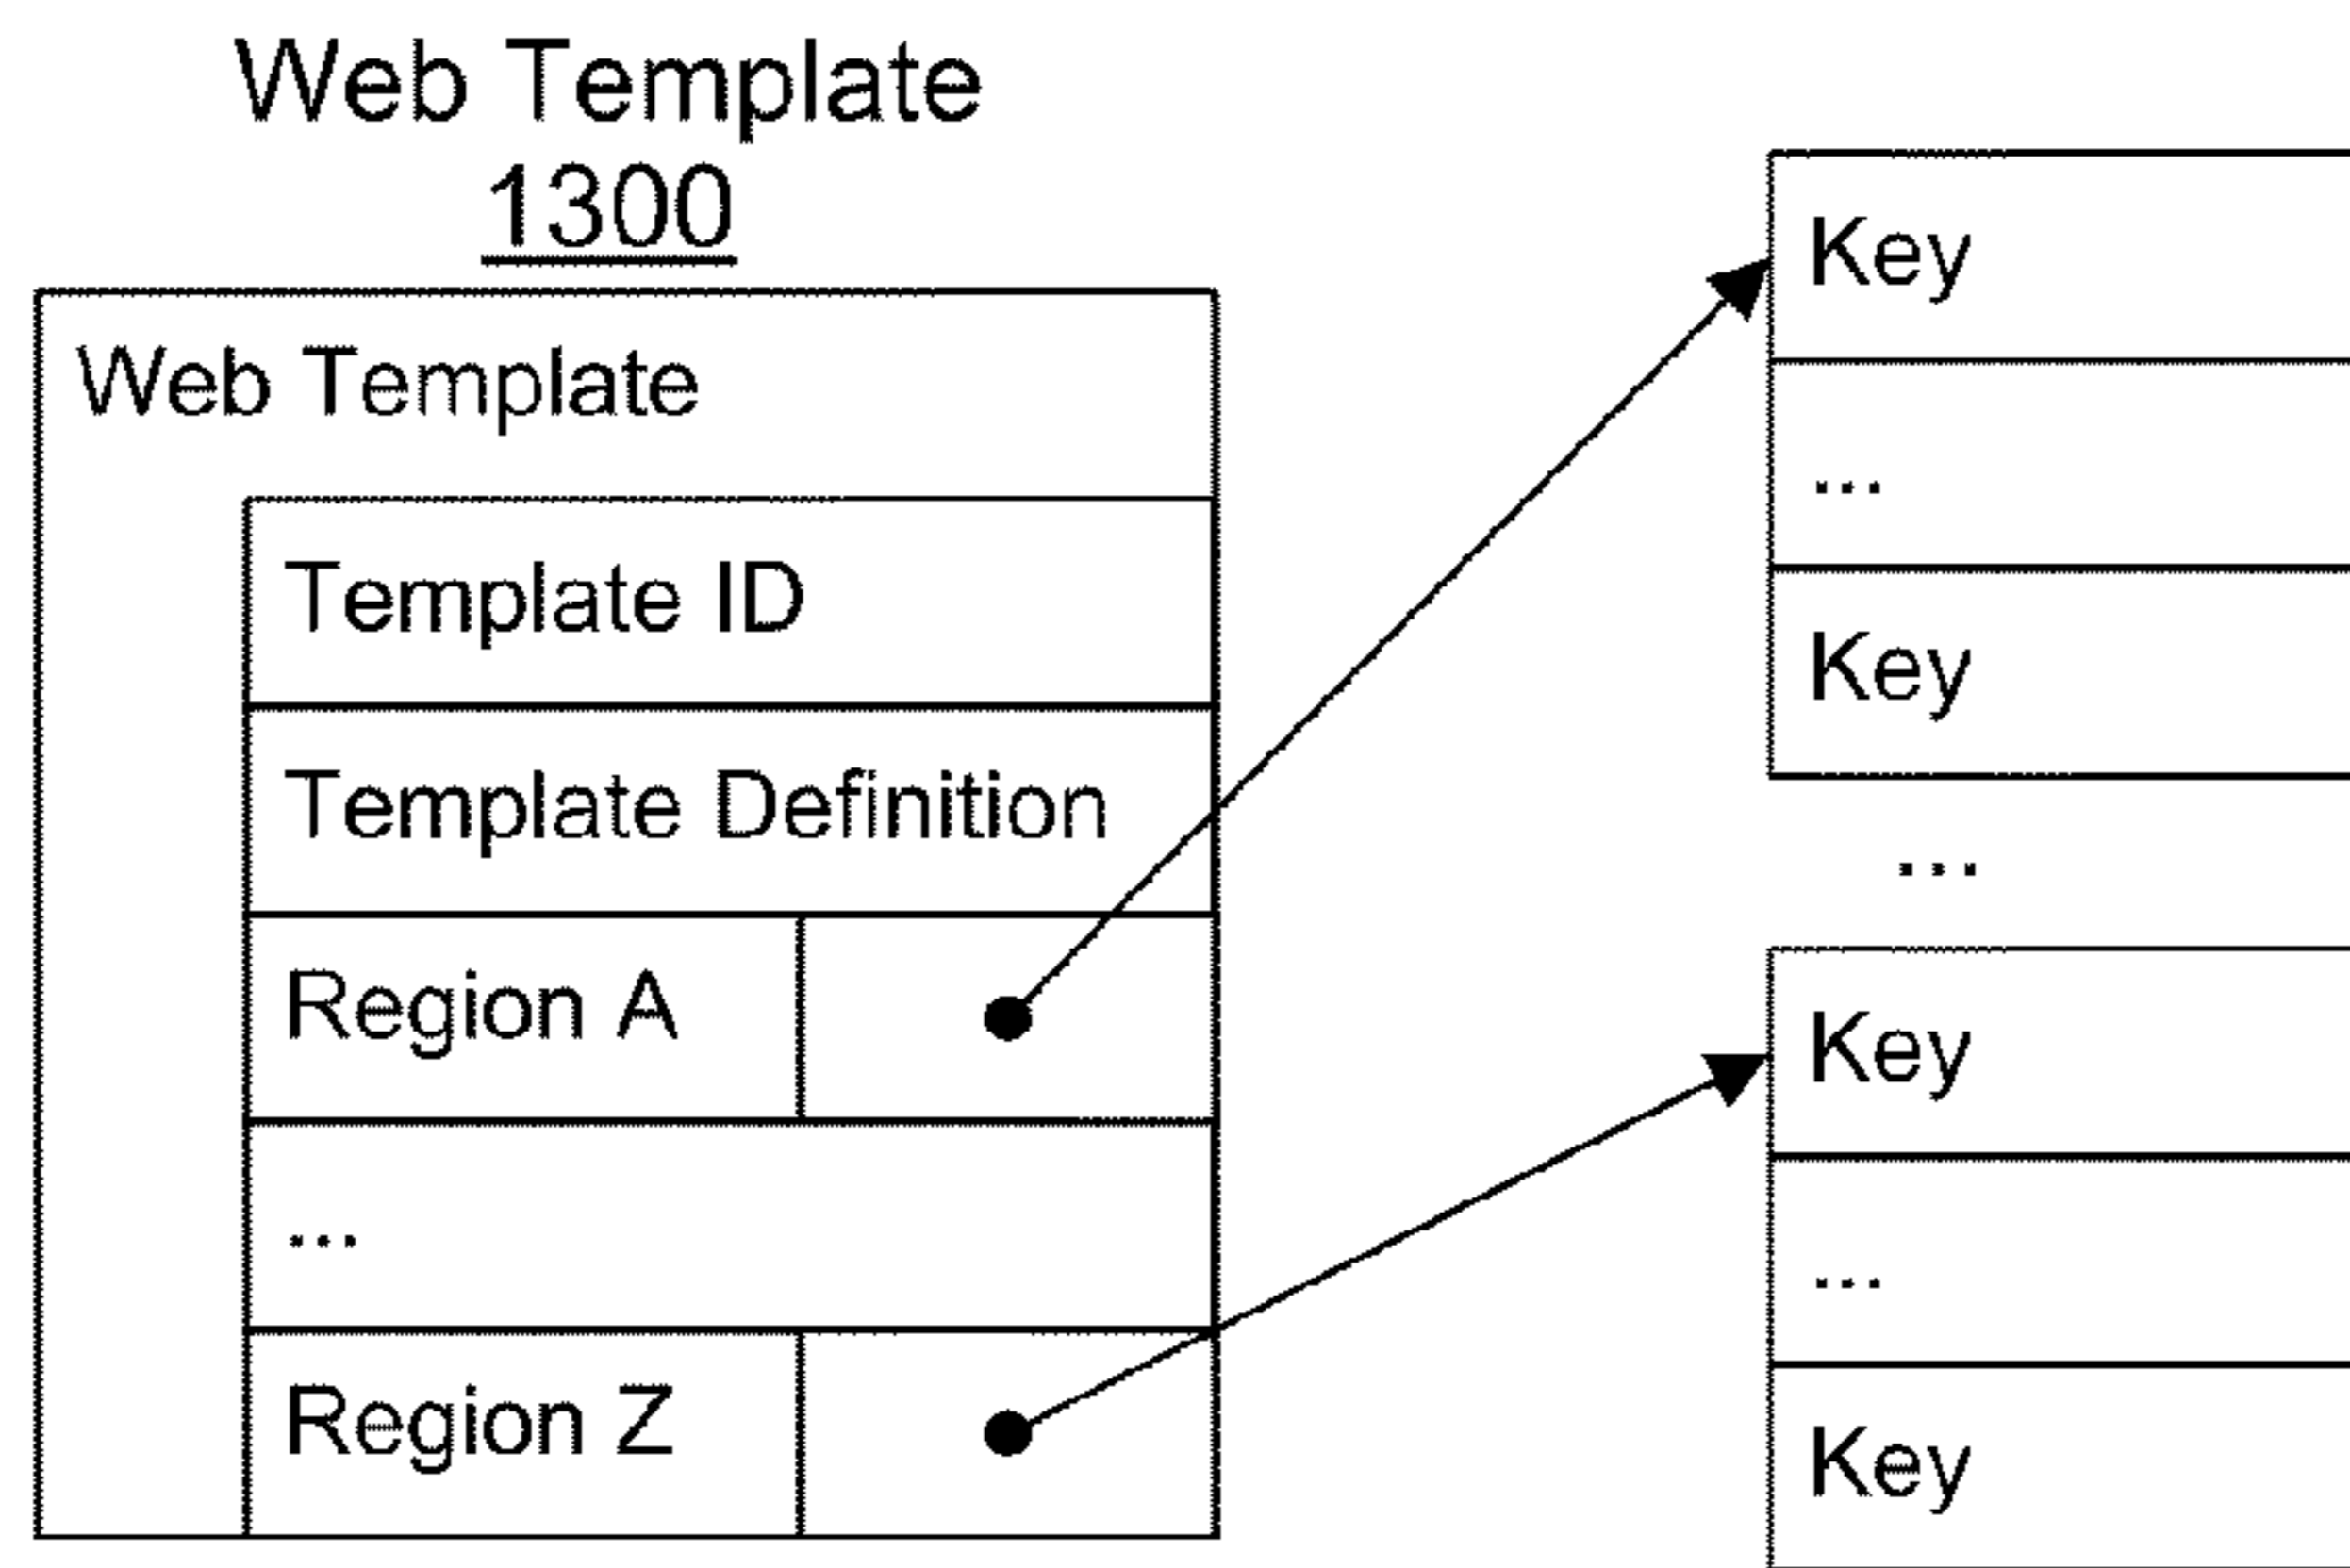 Web Template
1300
Web Template
Template ID
Template Definition
Region A
...
Region Z
Key
...
Key
...
Key
...
Key